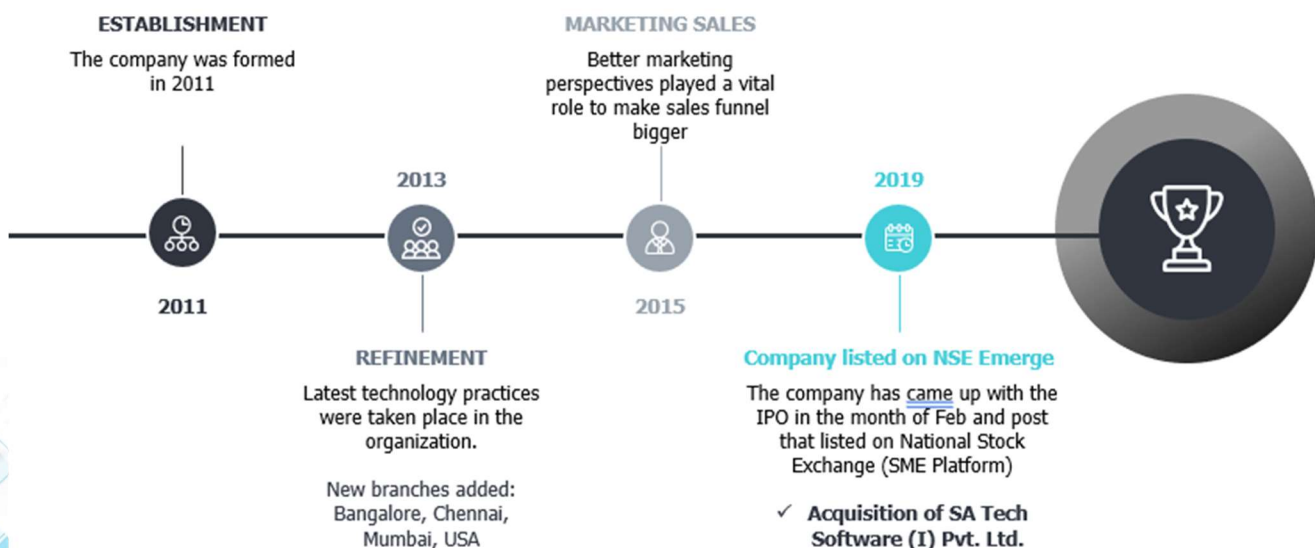 ESTABLISHMENT
The company was formed
in 2011
2011
2013
REFINEMENT
Latest technology practices
were taken place in the
organization.
New branches added:
Bangalore, Chennai,
Mumbai, USA
MARKETING SALES
Better marketing
perspectives played a vital
role to make sales funnel
bigger
2015
2019
Company listed on NSE Emerge
The company has came up with the
IPO in the month of Feb and post
that listed on National Stock
Exchange (SME Platform)
✓ Acquisition of SA Tech
Software (I) Pvt. Ltd.